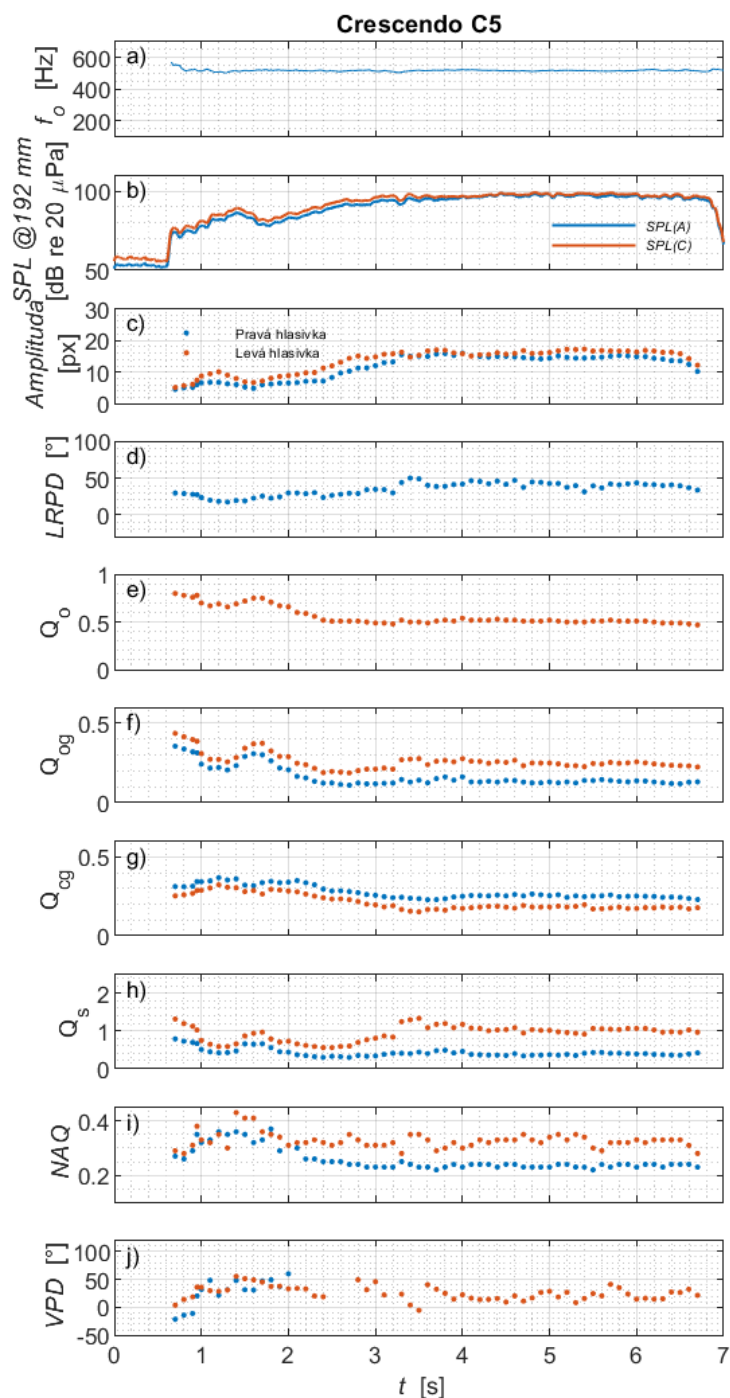 Crescendo C5
a)
f_o [Hz]
600
400
200
b)
SPL @192 mm
[dB re 20 μPa]
100
50
SPL(A)
SPL(C)
c)
Amplituda
[px]
30
20
10
0
Pravá hlasivka
Levá hlasivka
d)
LRPD [°]
100
50
0
e)
Q_o
1
0.5
0
f)
Q_og
0.5
0
g)
Q_cg
0.5
0
h)
Q_s
2
1
0
i)
NAQ
0.4
0.2
j)
VPD [°]
100
50
0
-50
0 1 2 3 4 5 6 7
t [s]